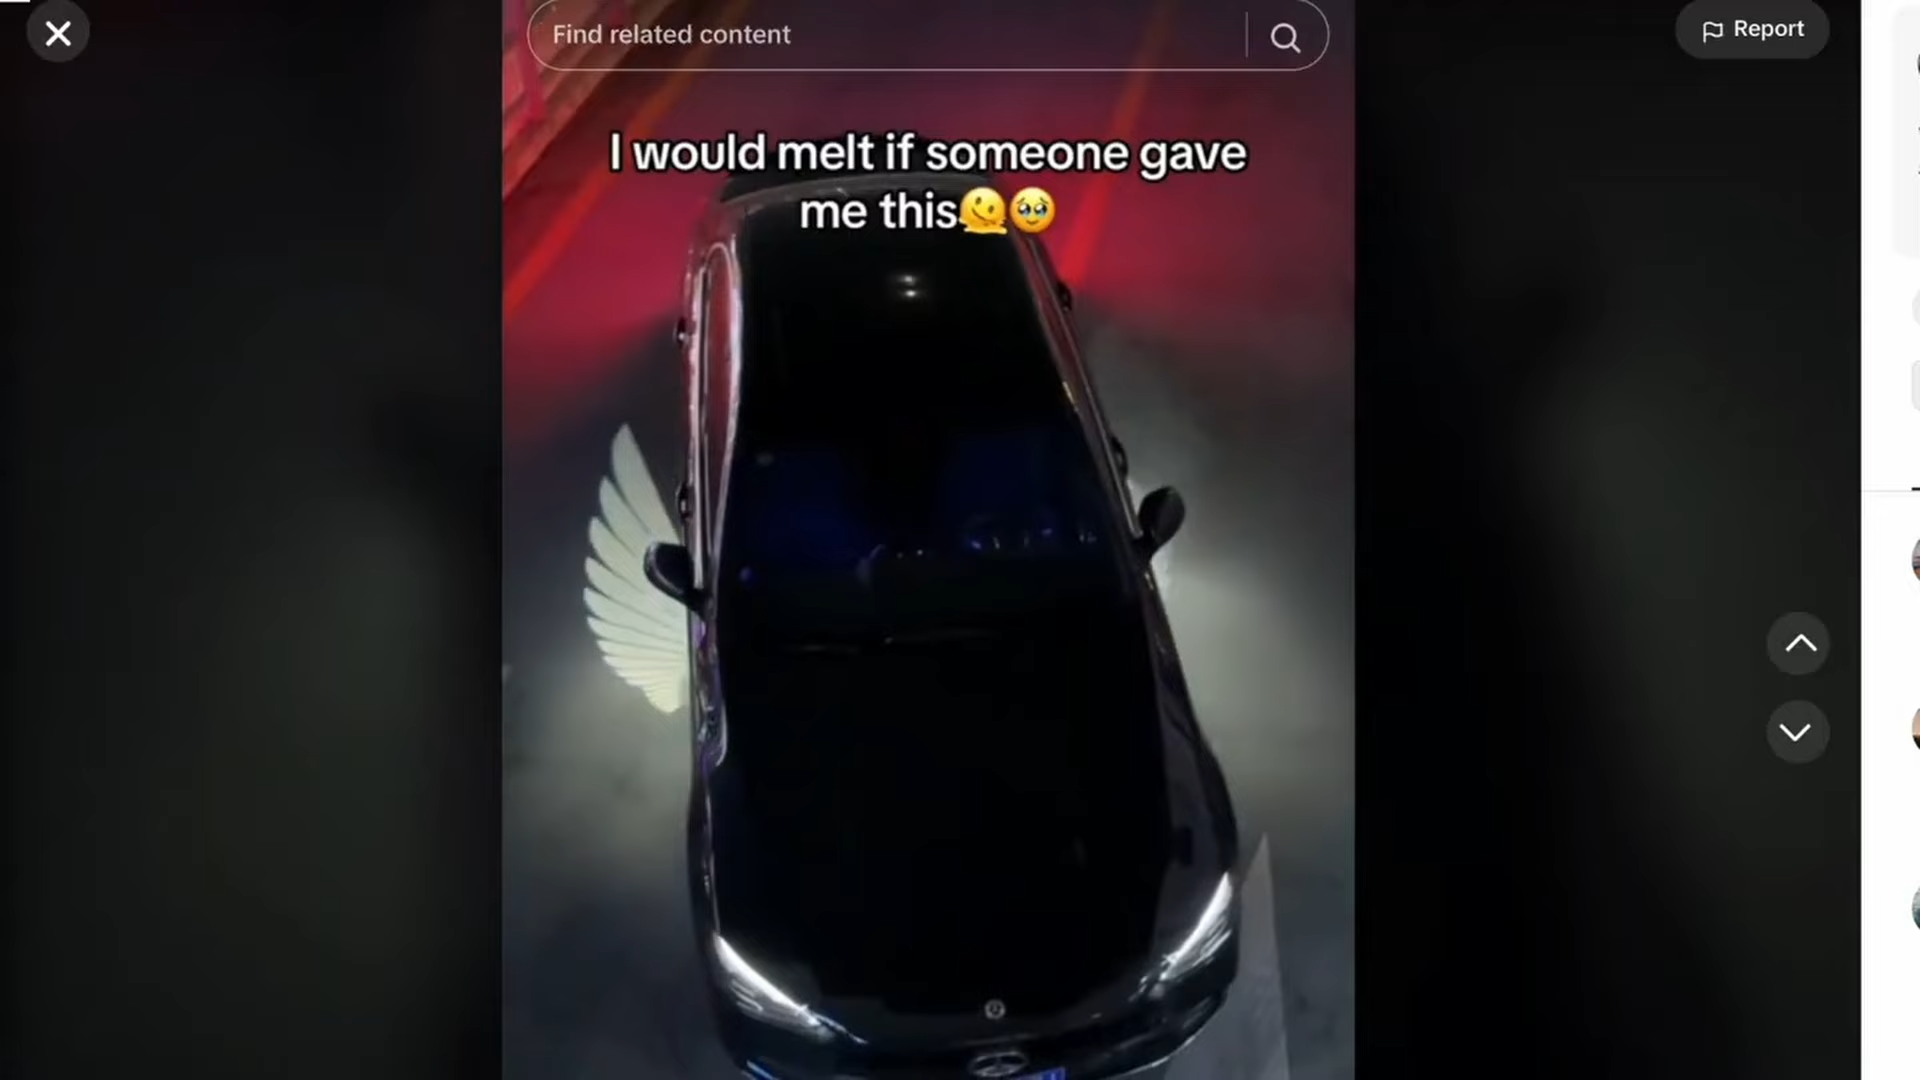 Find related content
Report
I would melt if someone gave
me this🫠🥹